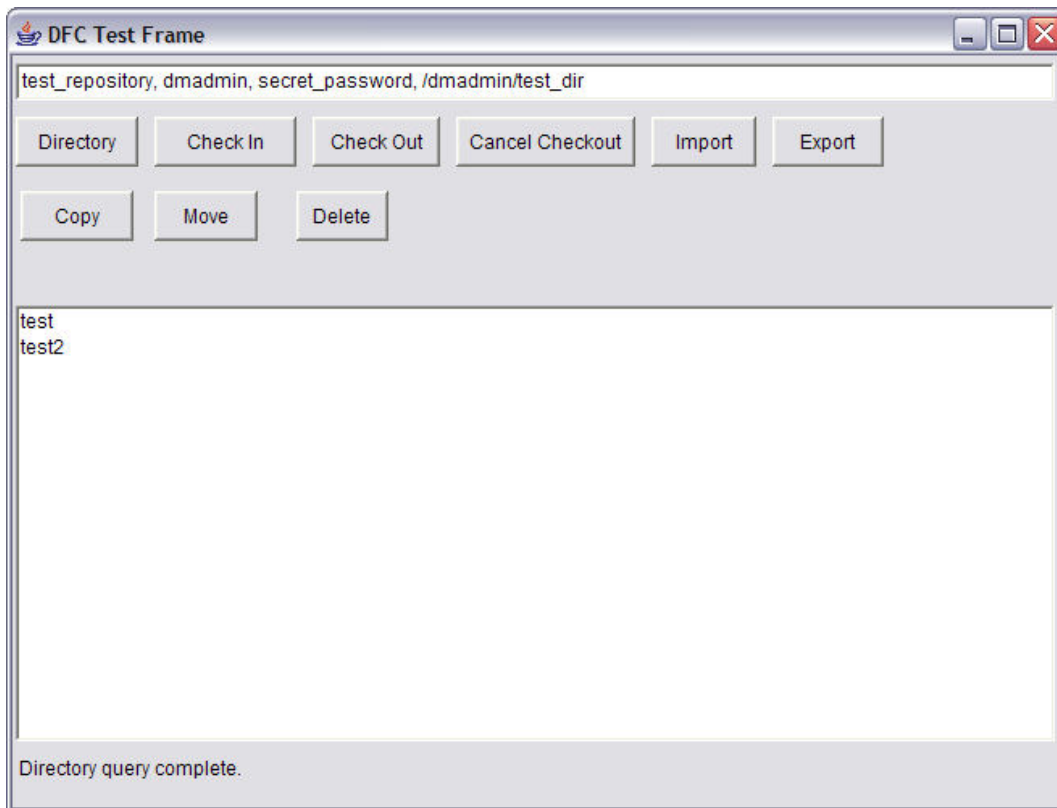 DFC Test Frame
test_repository, dmadmin, secret_password, /dmadmin/test_dir
Directory Check In Check Out Cancel Checkout Import Export
Copy Move Delete
test
test2
Directory query complete.